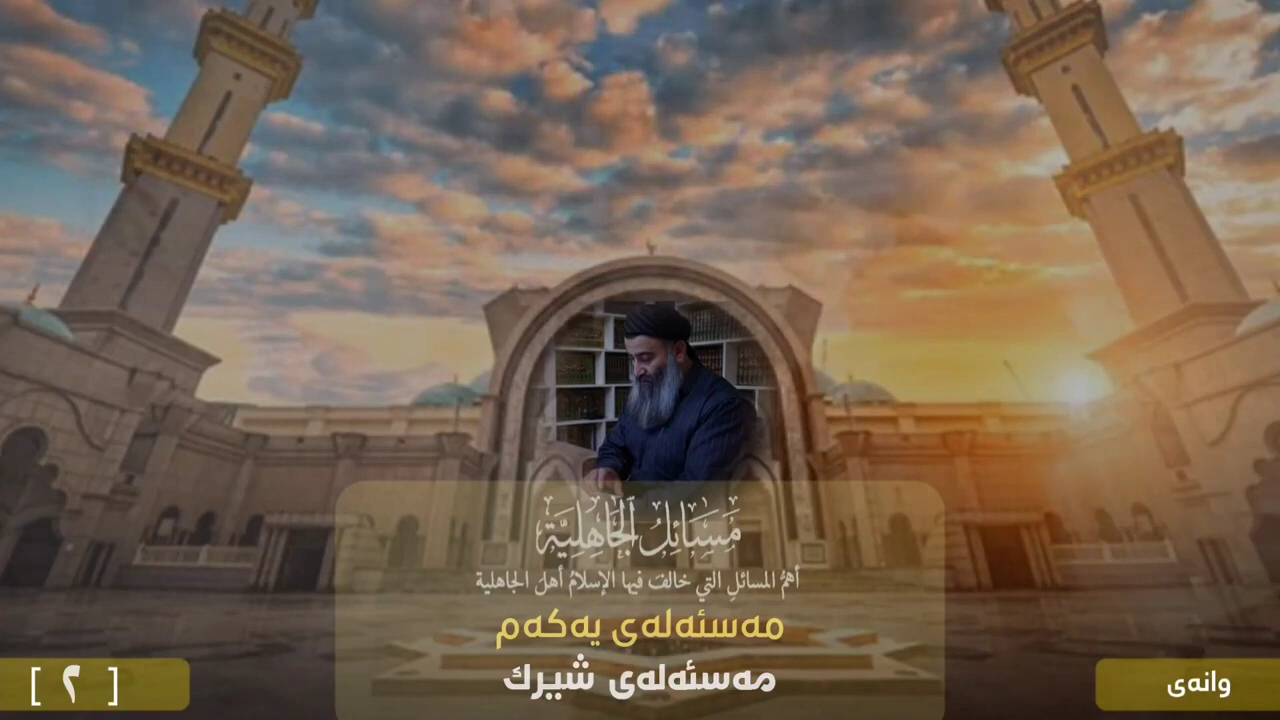 مَسَائِلُ الْجَاهِلِيَّة
أهمُّ المسائلِ التي خالفَ فيها الإسلامُ أهلَ الجاهلية
مەسئەلەی یەکەم
مەسئەلەی شیرك
وانەی
[ ٢ ]